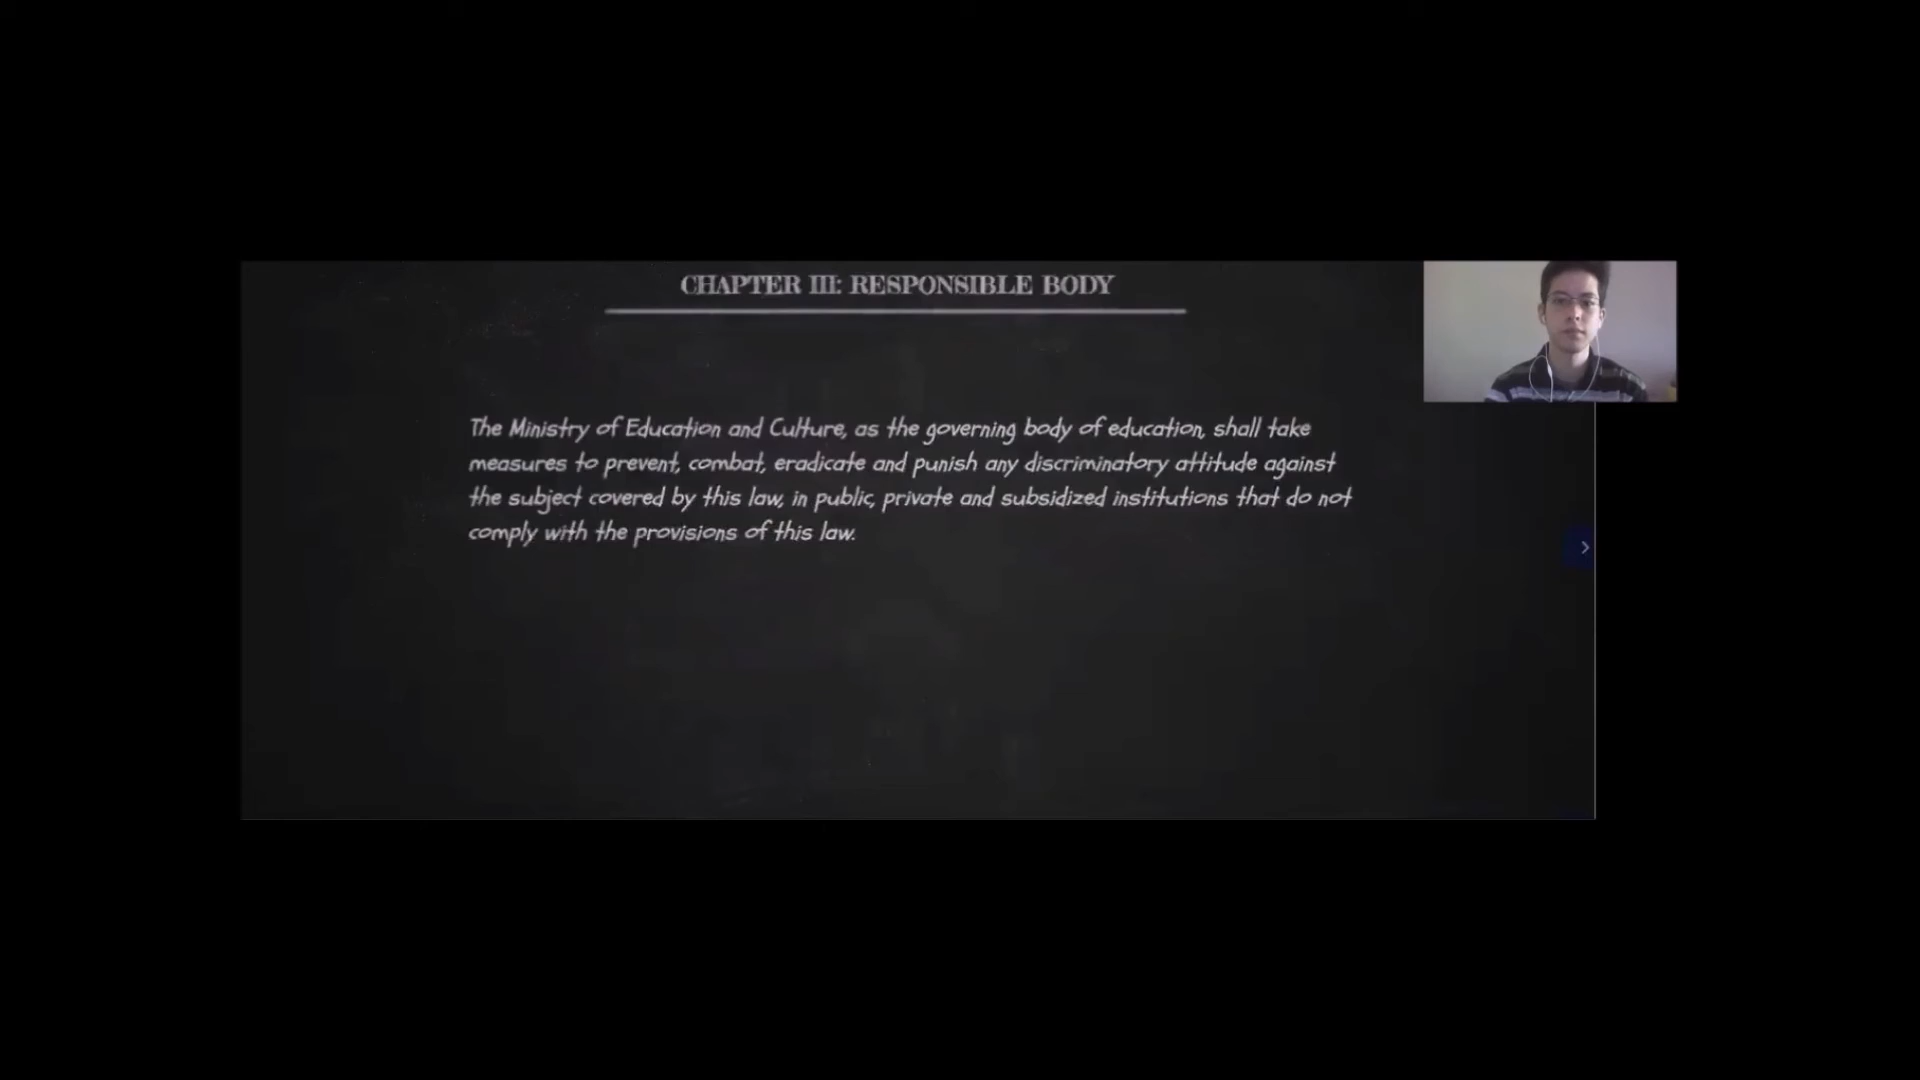 CHAPTER III: RESPONSIBLE BODY
The Ministry of Education and Culture, as the governing body of education, shall take
measures to prevent, combat, eradicate and punish any discriminatory attitude against
the subject covered by this law, in public, private and subsidized institutions that do not
comply with the provisions of this law.